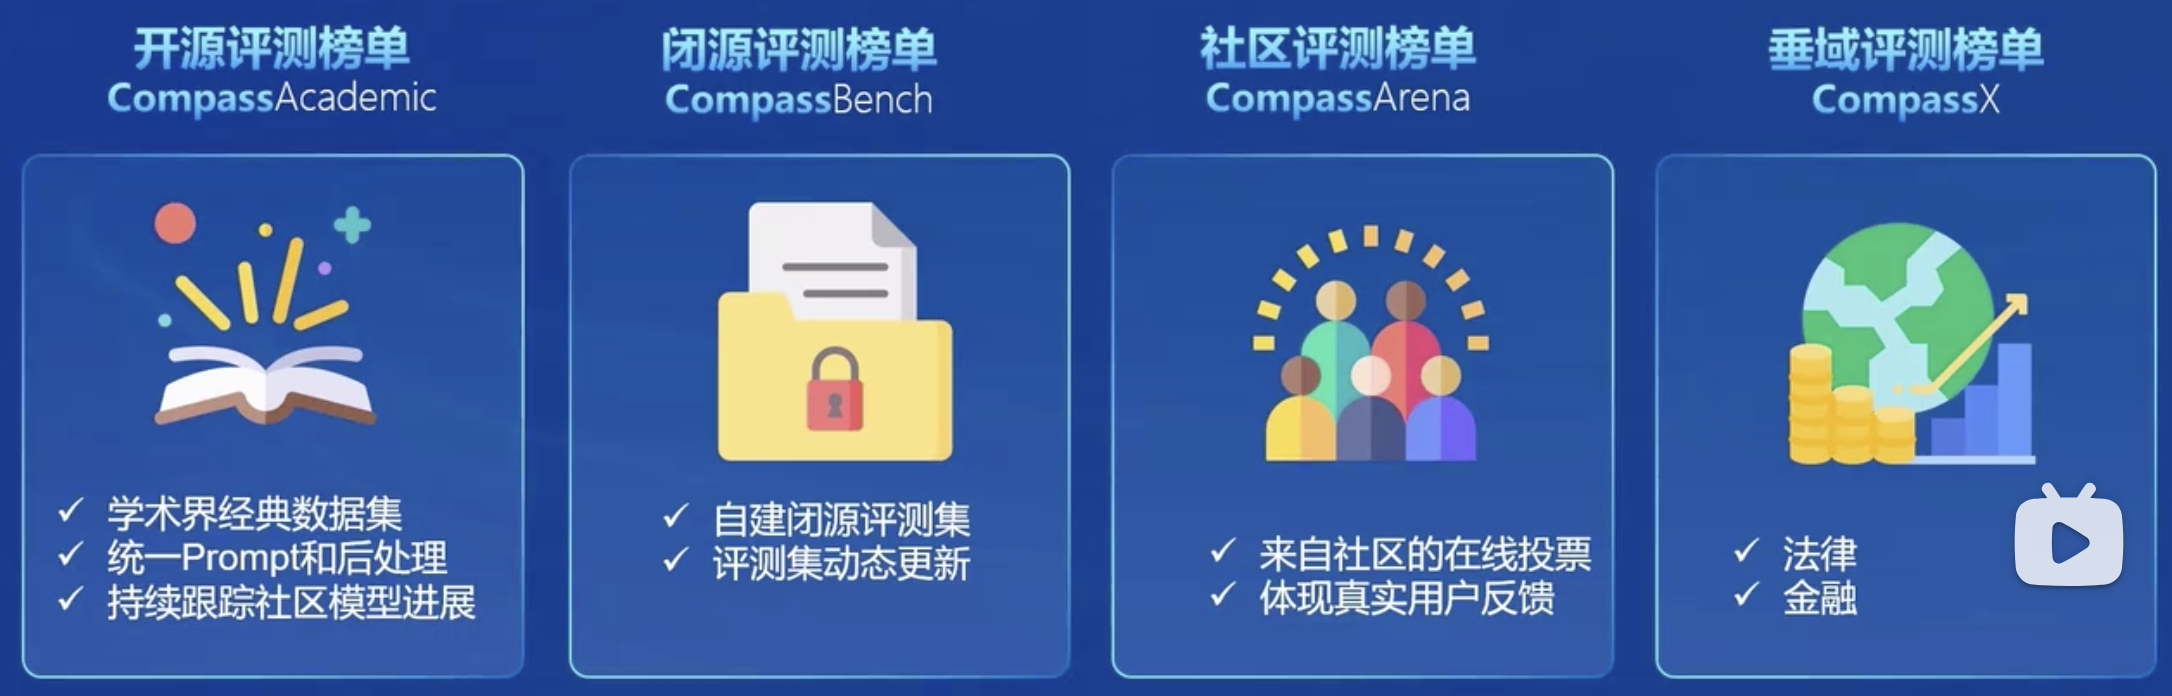 开源评测榜单
CompassAcademic
学术界经典数据集
统一Prompt和后处理
持续跟踪社区模型进展
闭源评测榜单
CompassBench
自建闭源评测集
评测集动态更新
社区评测榜单
CompassArena
来自社区的在线投票
体现真实用户反馈
垂域评测榜单
CompassX
法律
金融